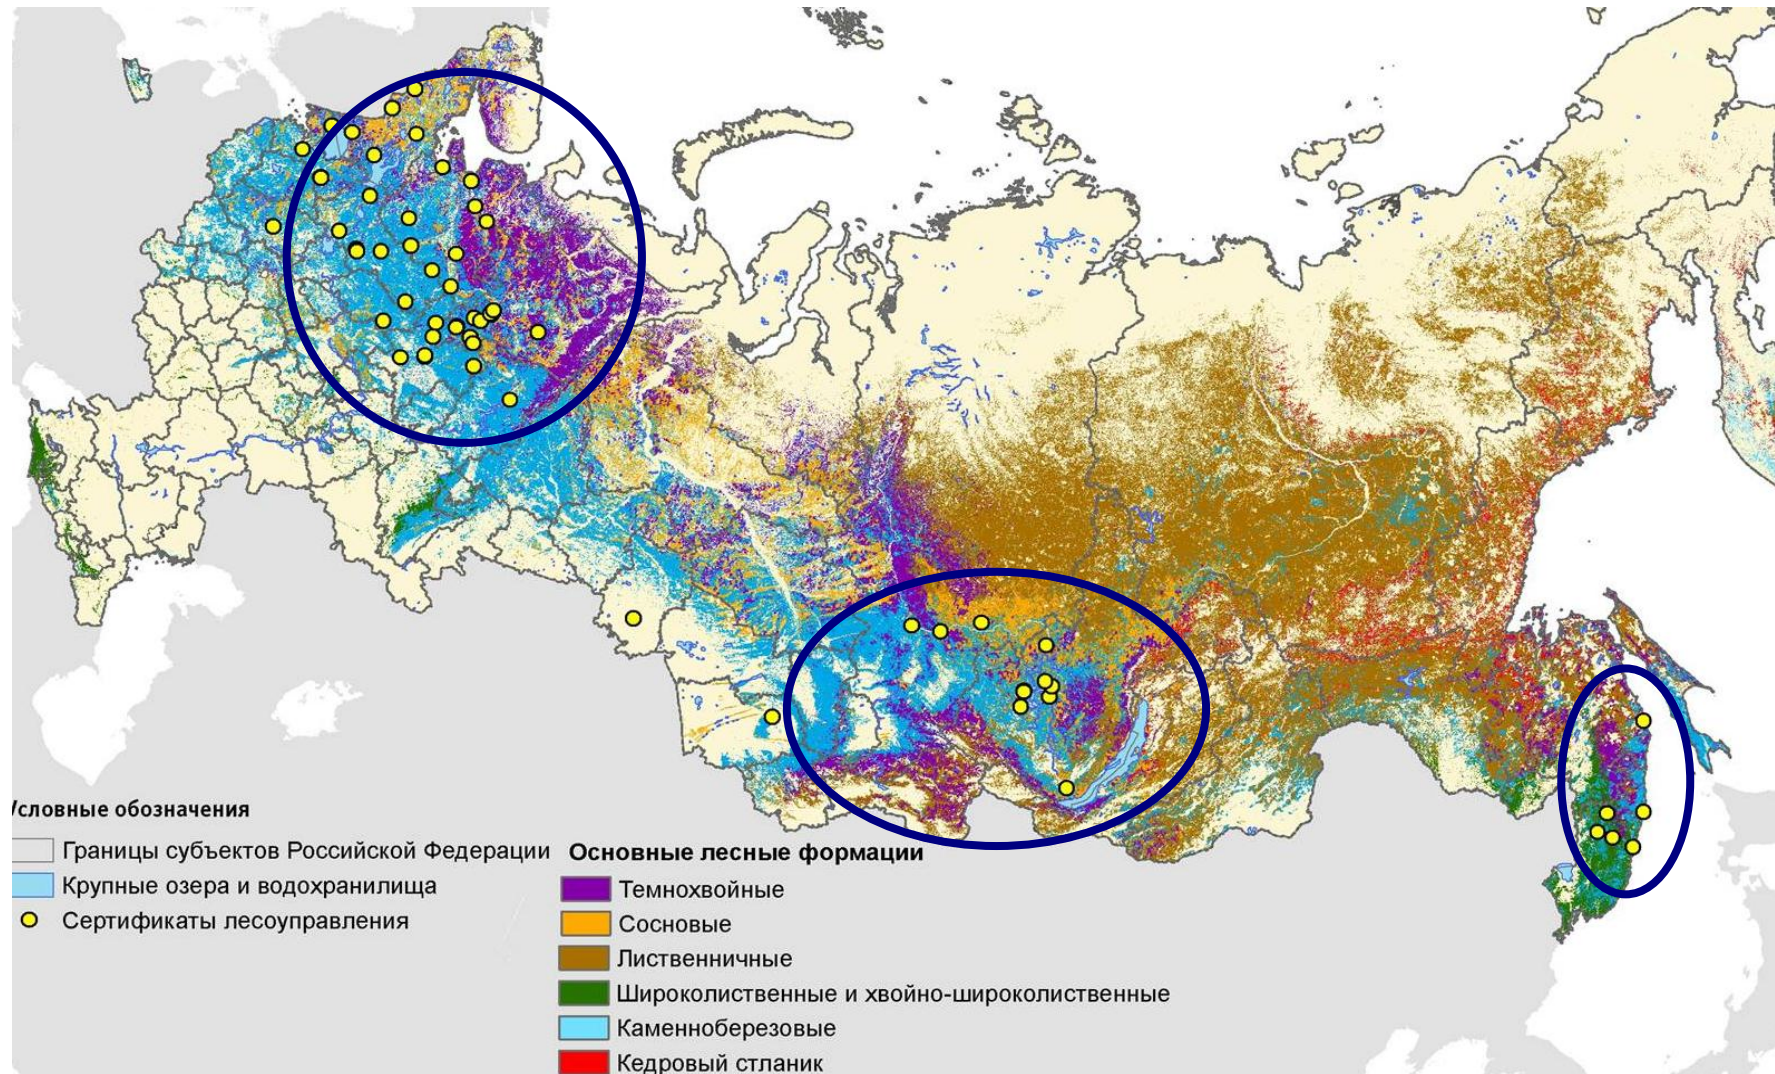 Условные обозначения
Границы субъектов Российской Федерации
Крупные озера и водохранилища
Сертификаты лесоуправления
Основные лесные формации
Темнохвойные
Сосновые
Лиственничные
Широколиственные и хвойно-широколиственные
Каменноберезовые
Кедровый стланик